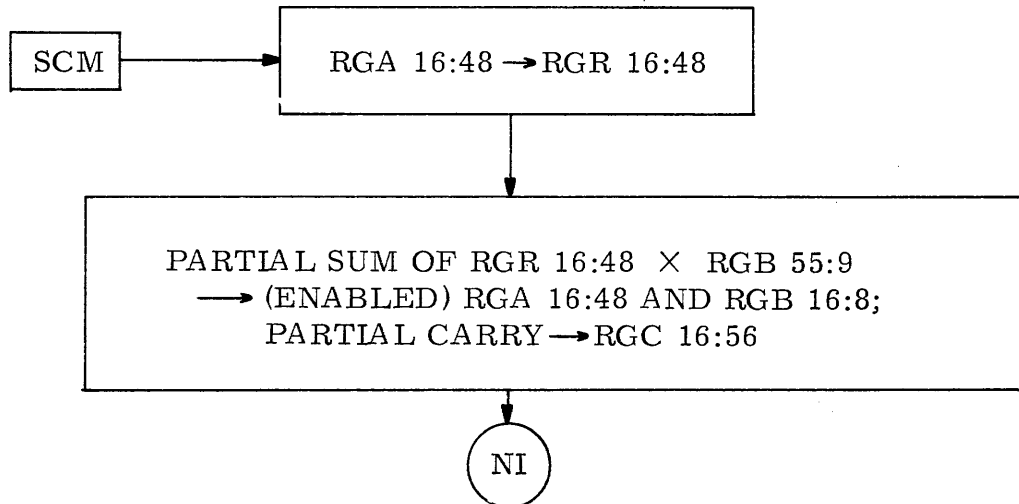 SCM
RGA 16:48 → RGR 16:48
PARTIAL SUM OF RGR 16:48 × RGB 55:9
→ (ENABLED) RGA 16:48 AND RGB 16:8;
PARTIAL CARRY → RGC 16:56
NI